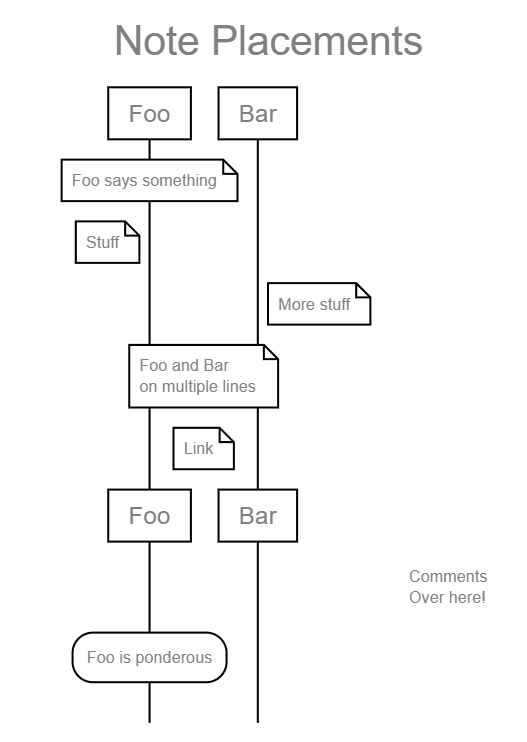 Note Placements
Foo
Bar
Foo says something
Stuff
More stuff
Foo and Bar
on multiple lines
Link
Foo
Bar
Comments
Over here!
Foo is ponderous